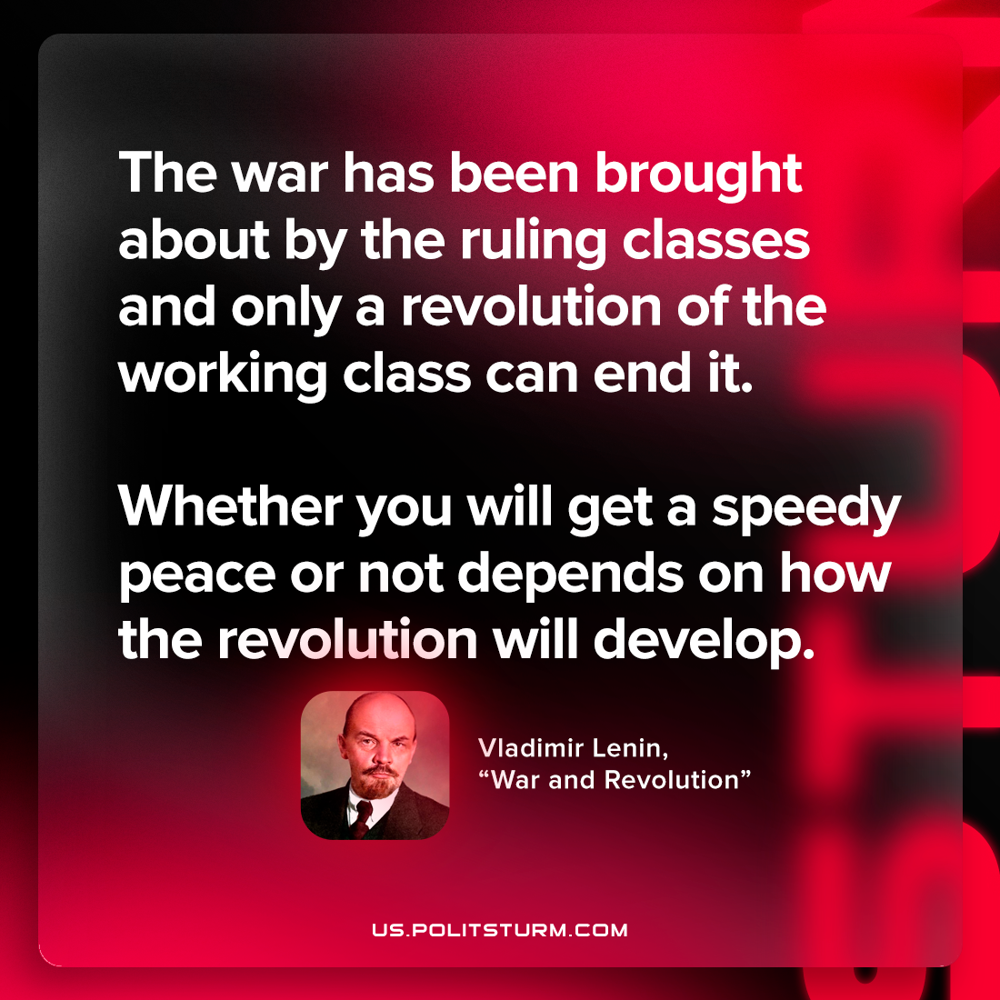 The war has been brought
about by the ruling classes
and only a revolution of the
working class can end it.
Whether you will get a speedy
peace or not depends on how
the revolution will develop.
Vladimir Lenin,
“War and Revolution”
US.POLITSTURM.COM